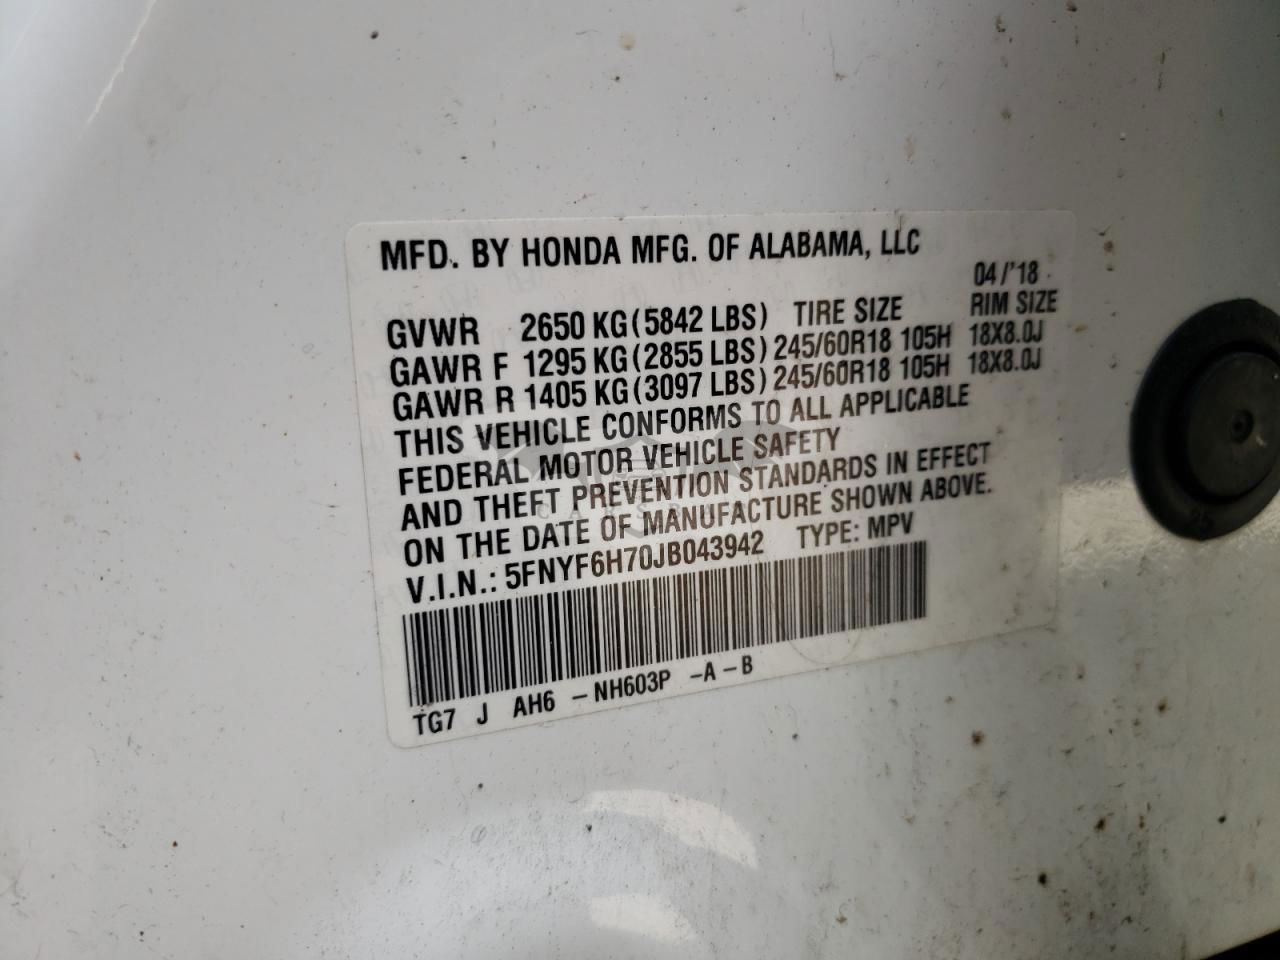 MFD. BY HONDA MFG. OF ALABAMA, LLC
04/'18
GVWR 2650 KG(5842 LBS) TIRE SIZE RIM SIZE
GAWR F 1295 KG(2855 LBS) 245/60R18 105H 18X8.0J
GAWR R 1405 KG(3097 LBS) 245/60R18 105H 18X8.0J
THIS VEHICLE CONFORMS TO ALL APPLICABLE
FEDERAL MOTOR VEHICLE SAFETY
AND THEFT PREVENTION STANDARDS IN EFFECT
ON THE DATE OF MANUFACTURE SHOWN ABOVE.
V.I.N.: 5FNYF6H70JB043942 TYPE: MPV
TG7 J AH6 - NH603P - A - B
25